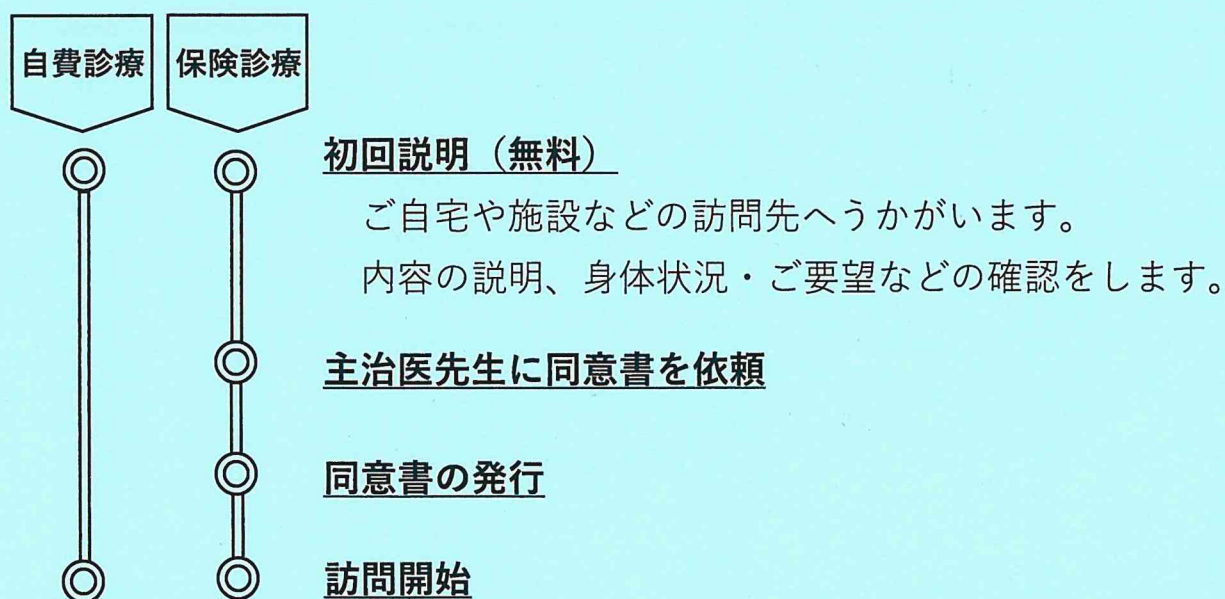 自費診療
保険診療
初回説明（無料）
ご自宅や施設などの訪問先へうかがいます。
内容の説明、身体状況・ご要望などの確認をします。
主治医先生に同意書を依頼
同意書の発行
訪問開始